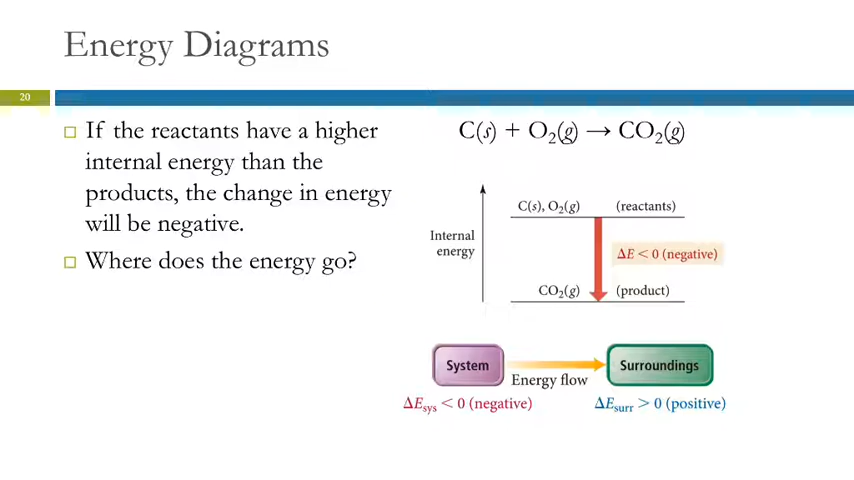 Energy Diagrams
20
If the reactants have a higher
internal energy than the
products, the change in energy
will be negative.
Where does the energy go?
C(s) + O₂(g) → CO₂(g)
C(s), O₂(g) (reactants)
Internal
energy
ΔE < 0 (negative)
CO₂(g) (product)
System
Surroundings
Energy flow
ΔEsys < 0 (negative)
ΔEsurr > 0 (positive)